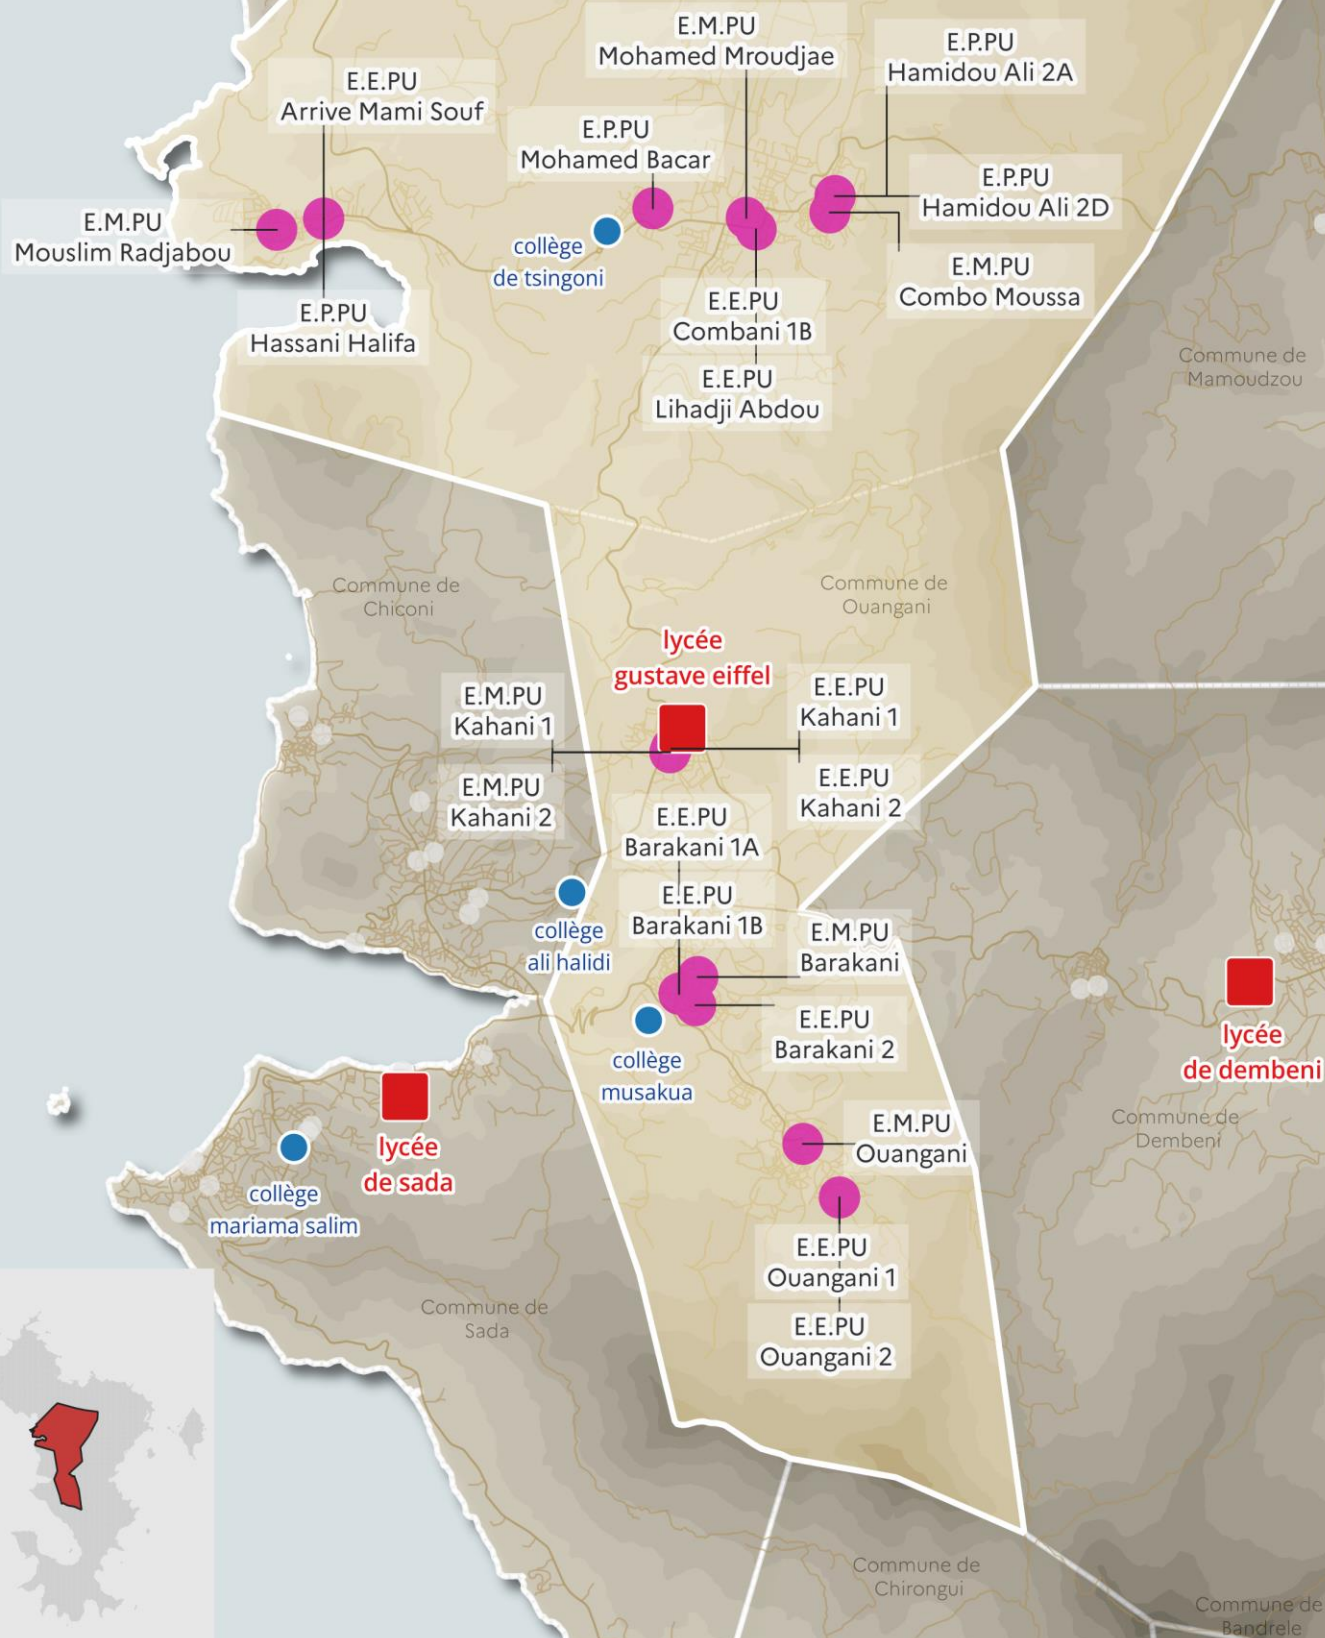 E.M.PU
Mohamed Mroudjae
E.P.PU
Hamidou Ali 2A
E.E.PU
Arrive Mami Souf
E.P.PU
Mohamed Bacar
E.P.PU
Hamidou Ali 2D
E.M.PU
Mouslim Radjabou
collège
de tsingoni
E.M.PU
Combo Moussa
E.P.PU
Hassani Halifa
E.E.PU
Combani 1B
E.E.PU
Lihadji Abdou
Commune de
Mamoudzou
Commune de
Chiconi
Commune de
Ouangani
lycée
gustave eiffel
E.M.PU
Kahani 1
E.E.PU
Kahani 1
E.M.PU
Kahani 2
E.E.PU
Kahani 2
E.E.PU
Barakani 1A
E.E.PU
Barakani 1B
collège
ali halidi
E.M.PU
Barakani
E.E.PU
Barakani 2
lycée
de dembeni
collège
musakua
Commune de
Dembeni
E.M.PU
Ouangani
lycée
de sada
collège
mariama salim
E.E.PU
Ouangani 1
E.E.PU
Ouangani 2
Commune de
Sada
Commune de
Chirongui
Commune de
Bandrele